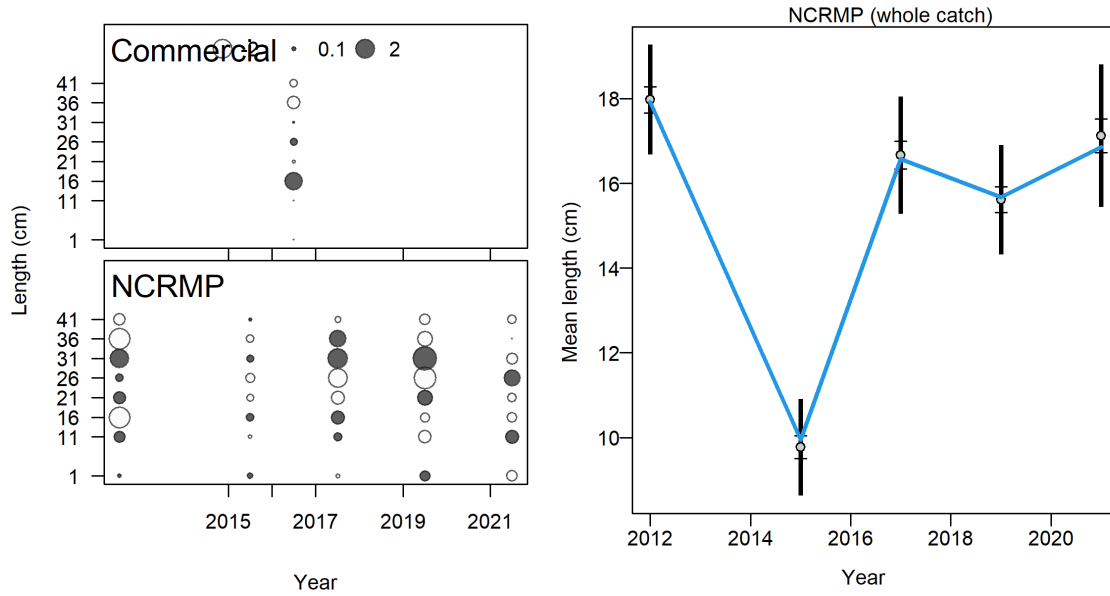 Commercial
-2 0.1 2
41
36
31
26
21
16
11
1
NCRMP
41
36
31
26
21
16
11
1
Length (cm)
2015 2017 2019 2021
Year
NCRMP (whole catch)
18
16
14
12
10
Mean length (cm)
2012 2014 2016 2018 2020
Year